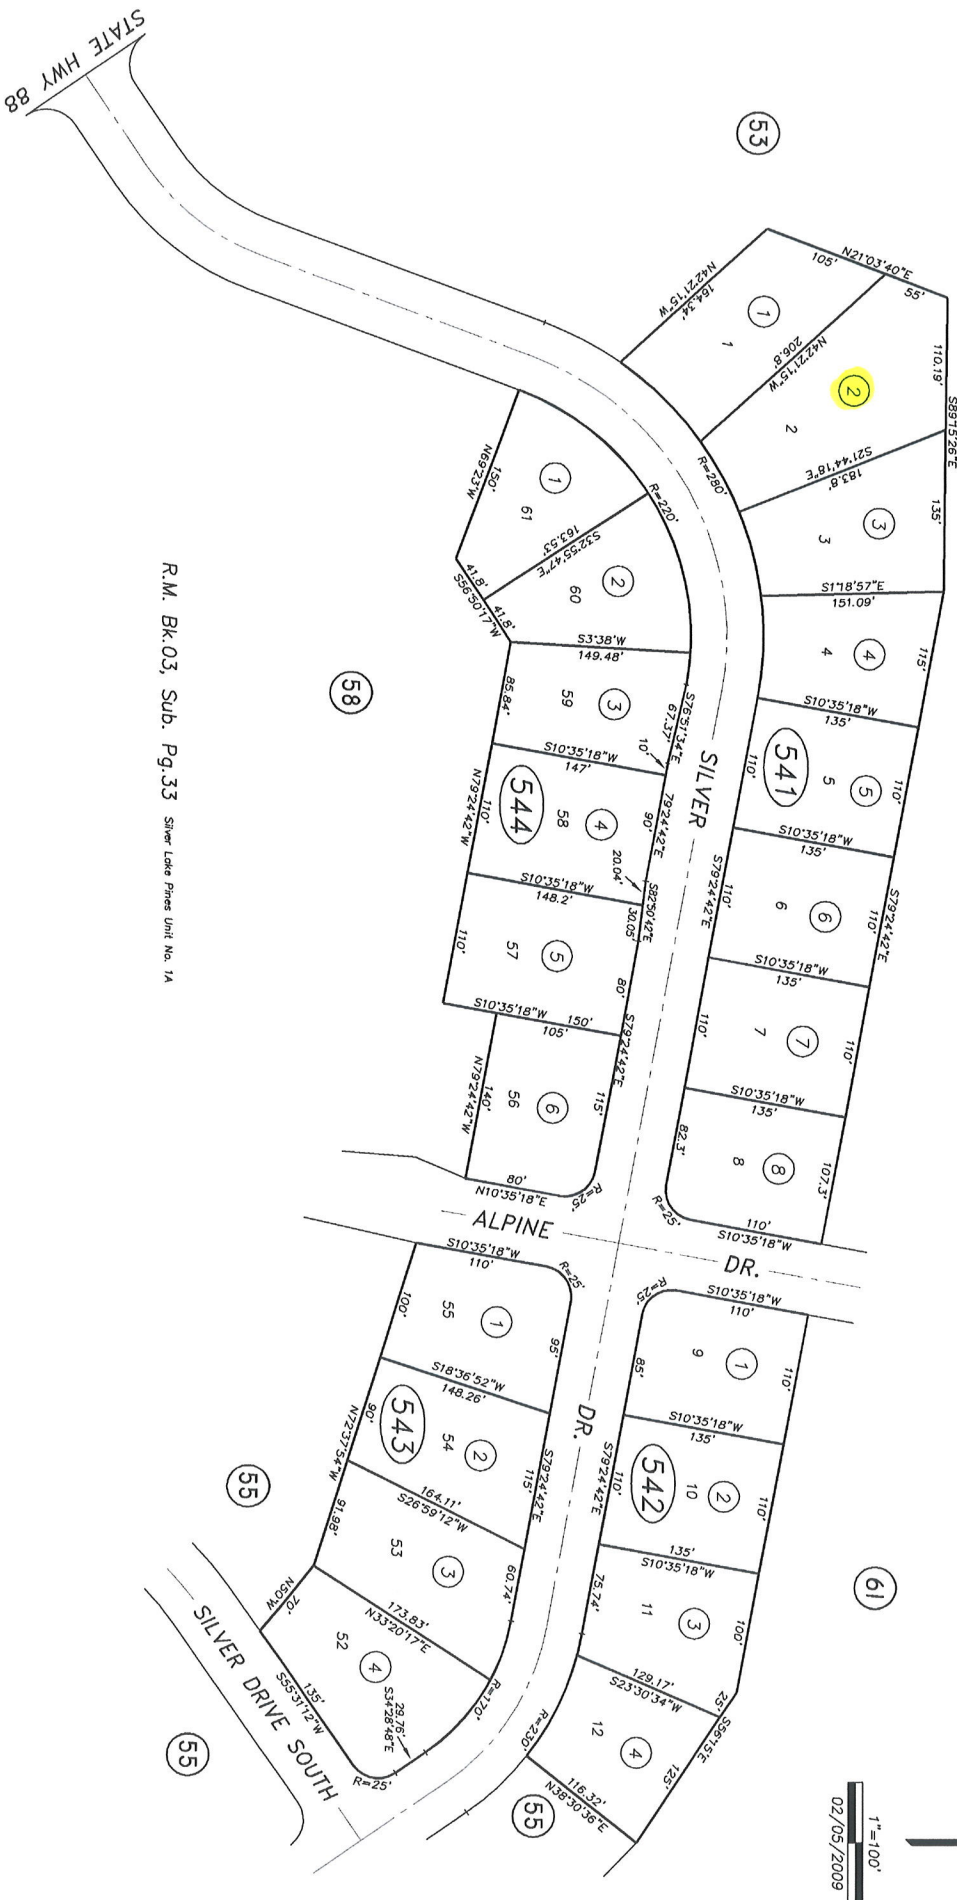 STATE HWY 88
53
N21°03'40"E
105'
55'
N42°21'15"W
164.34'
1
1
N42°21'15"W
206.8'
2
2
110.19'
S89°15'26"E
135'
S21°44'18"E
183.8'
3
3
R=280'
S1°18'57"E
151.09'
4
4
115'
S10°35'18"W
135'
541
5
5
110'
110'
S10°35'18"W
135'
6
6
110'
S79°24'42"E
110'
S79°24'42"E
S10°35'18"W
135'
7
7
110'
110'
S10°35'18"W
135'
8
8
107.3'
82.3'
R=25'
110'
S10°35'18"W
SILVER
DR.
N69°23'W
150'
1
61
R=220'
S32°55'47"E
163.53'
41.8'
S56°50'17"W
41.8'
2
60
S3°38'W
149.48'
3
59
85.84'
S76°51'34"E
67.37'
10'
S10°35'18"W
147'
544
4
58
79°24'42"E
90'
20.04'
N79°24'42"W
110'
S10°35'18"W
148.2'
S82°50'42"E
30.05'
5
57
80'
110'
S10°35'18"W
150'
105'
S79°24'42"E
6
56
115'
N79°24'42"W
140'
80'
N10°35'18"E
R=25'
ALPINE
DR.
58
R.M. Bk.03, Sub. Pg.33 Silver Lake Pines Unit No. 1A
S10°35'18"W
110'
R=25'
1
55
95'
100'
S18°36'52"W
148.26'
543
2
54
S79°24'42"E
115'
90'
N72°37'54"W
164.11'
S26°59'12"W
3
53
60.74'
91.98'
173.83'
N33°20'17"E
4
52
R=170'
29.76'
S34°28'48"E
N50°W
70'
135'
S55°31'12"W
R=25'
SILVER DRIVE SOUTH
55
55
R=25'
S10°35'18"W
110'
1
9
110'
85'
S10°35'18"W
135'
542
2
10
110'
S79°24'42"E
110'
135'
S10°35'18"W
3
11
100'
75.74'
129.17'
S23°30'34"W
25'
S56°15'E
125'
4
12
R=230'
116.32'
N38°30'36"E
55
61
1"=100'
02/05/2009